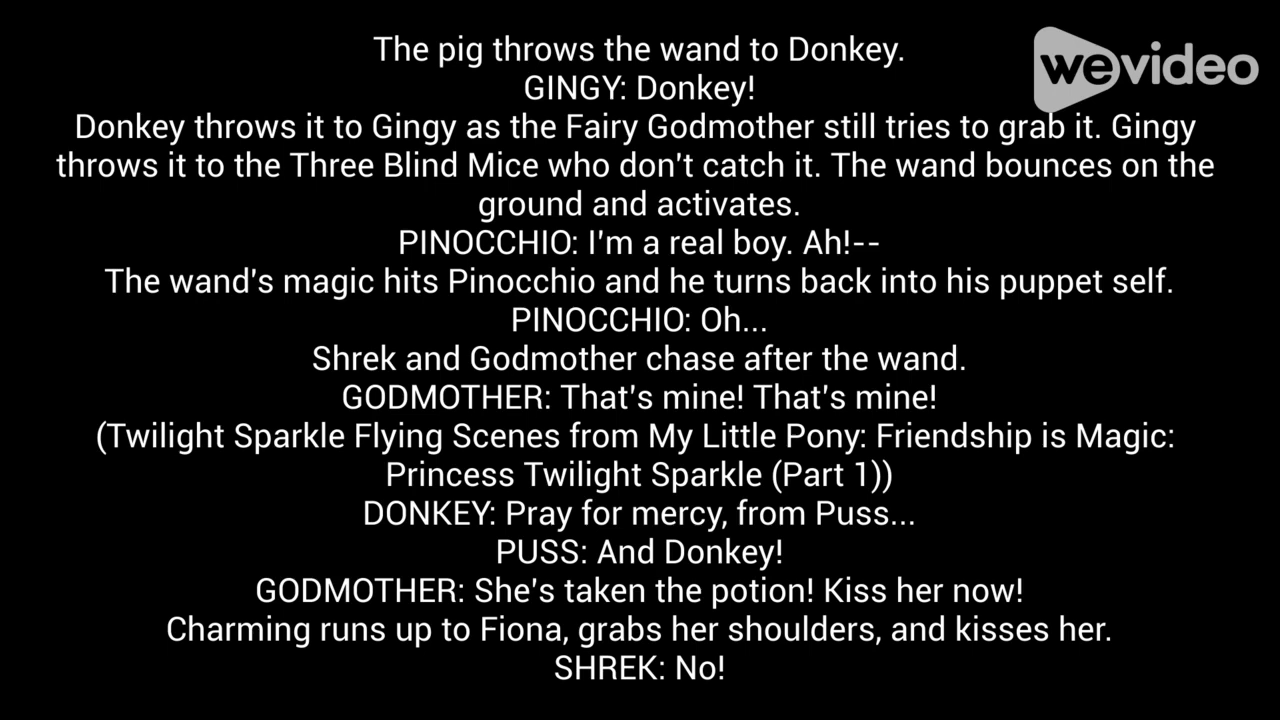 The pig throws the wand to Donkey.
wevideo
GINGY: Donkey!
Donkey throws it to Gingy as the Fairy Godmother still tries to grab it. Gingy
throws it to the Three Blind Mice who don't catch it. The wand bounces on the
ground and activates.
PINOCCHIO: I'm a real boy. Ah!--
The wand's magic hits Pinocchio and he turns back into his puppet self.
PINOCCHIO: Oh...
Shrek and Godmother chase after the wand.
GODMOTHER: That's mine! That's mine!
(Twilight Sparkle Flying Scenes from My Little Pony: Friendship is Magic:
Princess Twilight Sparkle (Part 1))
DONKEY: Pray for mercy, from Puss...
PUSS: And Donkey!
GODMOTHER: She's taken the potion! Kiss her now!
Charming runs up to Fiona, grabs her shoulders, and kisses her.
SHREK: No!